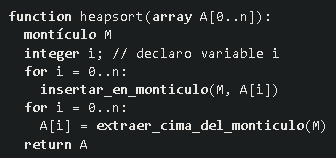 function heapsort(array A[0..n]):
montículo M
integer i; // declaro variable i
for i = 0..n:
insertar_en_monticulo(M, A[i])
for i = 0..n:
A[i] = extraer_cima_del_monticulo(M)
return A